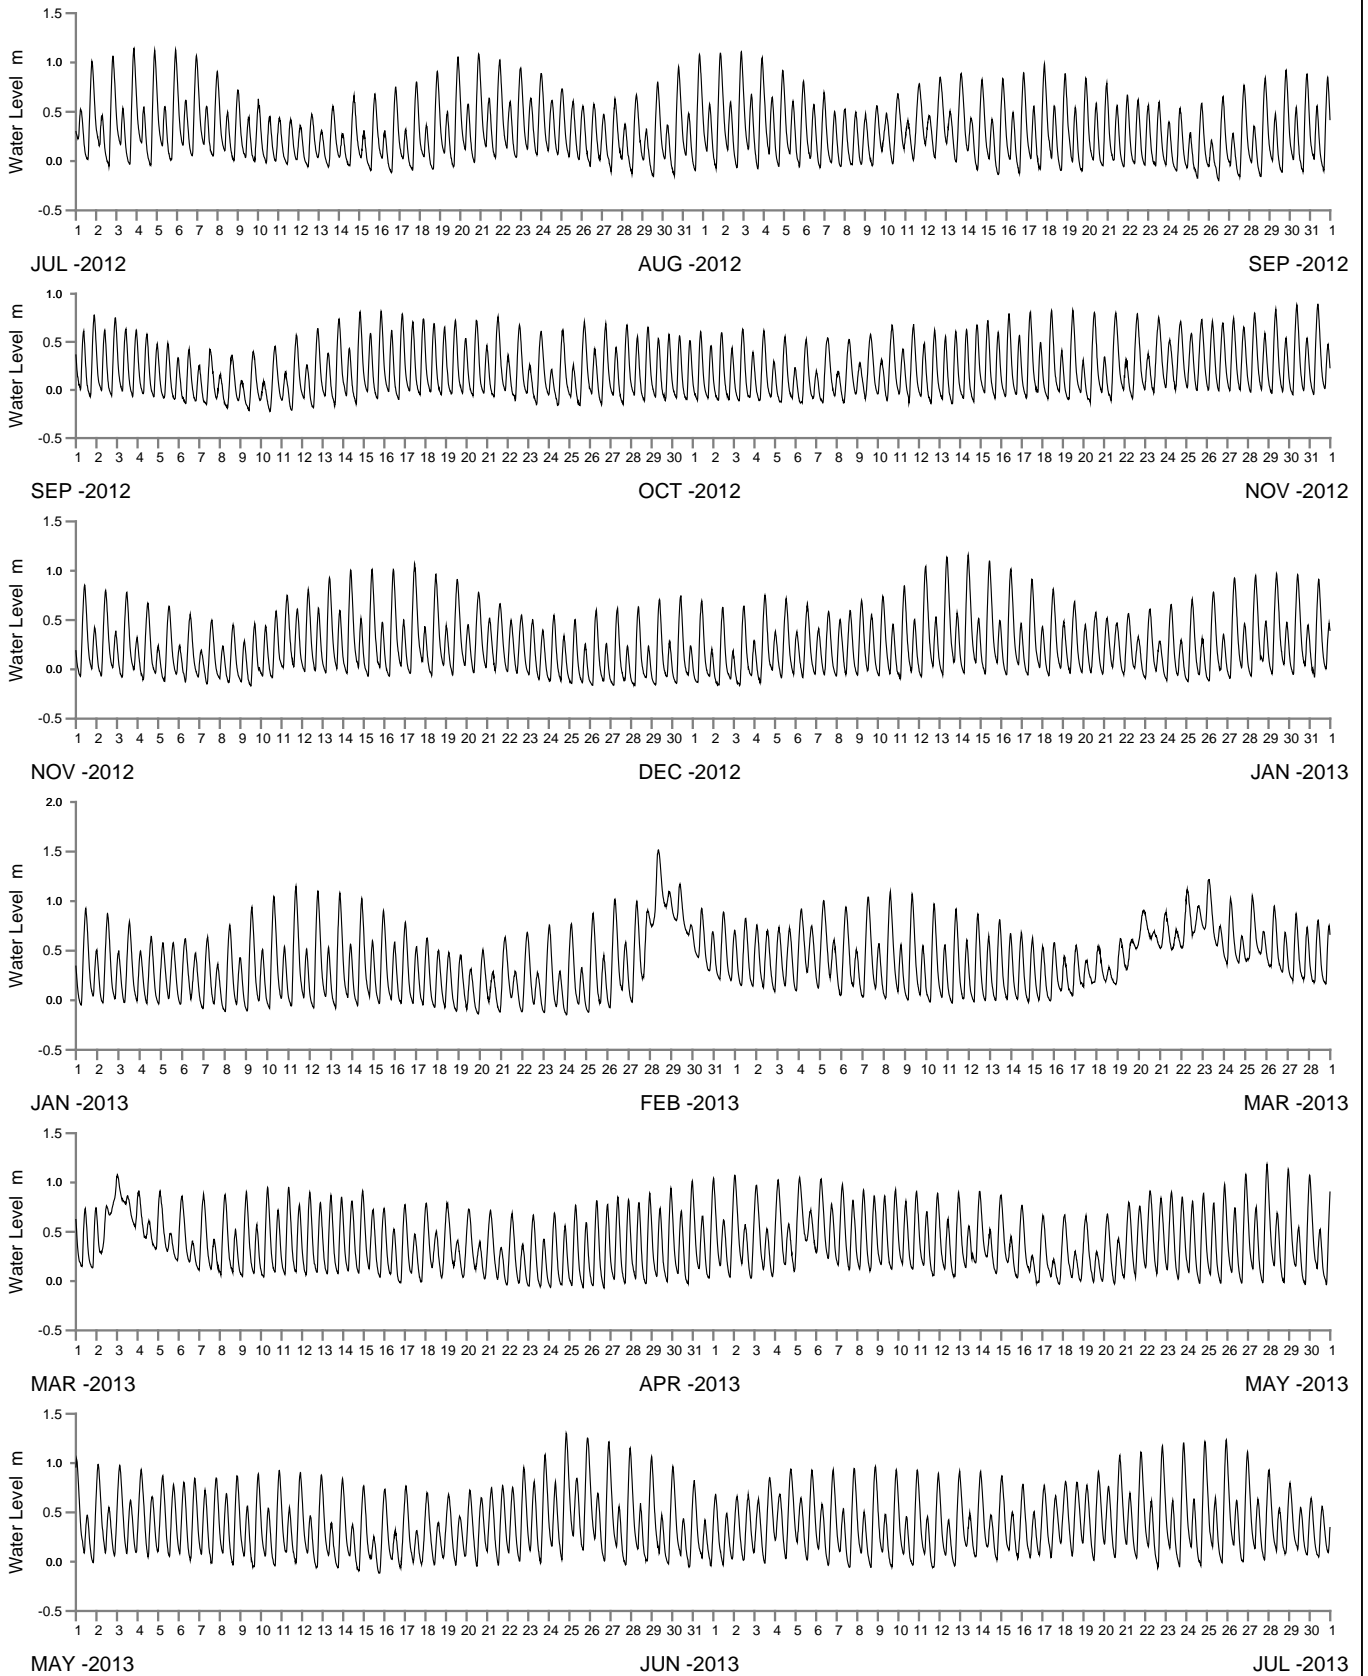 1.5
1.0
0.5
0.0
-0.5
Water Level m
1 2 3 4 5 6 7 8 9 10 11 12 13 14 15 16 17 18 19 20 21 22 23 24 25 26 27 28 29 30 31 1 2 3 4 5 6 7 8 9 10 11 12 13 14 15 16 17 18 19 20 21 22 23 24 25 26 27 28 29 30 31 1
JUL -2012 AUG -2012 SEP -2012
1.0
0.5
0.0
-0.5
Water Level m
1 2 3 4 5 6 7 8 9 10 11 12 13 14 15 16 17 18 19 20 21 22 23 24 25 26 27 28 29 30 1 2 3 4 5 6 7 8 9 10 11 12 13 14 15 16 17 18 19 20 21 22 23 24 25 26 27 28 29 30 31 1
SEP -2012 OCT -2012 NOV -2012
1.5
1.0
0.5
0.0
-0.5
Water Level m
1 2 3 4 5 6 7 8 9 10 11 12 13 14 15 16 17 18 19 20 21 22 23 24 25 26 27 28 29 30 1 2 3 4 5 6 7 8 9 10 11 12 13 14 15 16 17 18 19 20 21 22 23 24 25 26 27 28 29 30 31 1
NOV -2012 DEC -2012 JAN -2013
2.0
1.5
1.0
0.5
0.0
-0.5
Water Level m
1 2 3 4 5 6 7 8 9 10 11 12 13 14 15 16 17 18 19 20 21 22 23 24 25 26 27 28 29 30 31 1 2 3 4 5 6 7 8 9 10 11 12 13 14 15 16 17 18 19 20 21 22 23 24 25 26 27 28 1
JAN -2013 FEB -2013 MAR -2013
1.5
1.0
0.5
0.0
-0.5
Water Level m
1 2 3 4 5 6 7 8 9 10 11 12 13 14 15 16 17 18 19 20 21 22 23 24 25 26 27 28 29 30 31 1 2 3 4 5 6 7 8 9 10 11 12 13 14 15 16 17 18 19 20 21 22 23 24 25 26 27 28 29 30 1
MAR -2013 APR -2013 MAY -2013
1.5
1.0
0.5
0.0
-0.5
Water Level m
1 2 3 4 5 6 7 8 9 10 11 12 13 14 15 16 17 18 19 20 21 22 23 24 25 26 27 28 29 30 31 1 2 3 4 5 6 7 8 9 10 11 12 13 14 15 16 17 18 19 20 21 22 23 24 25 26 27 28 29 30 1
MAY -2013 JUN -2013 JUL -2013